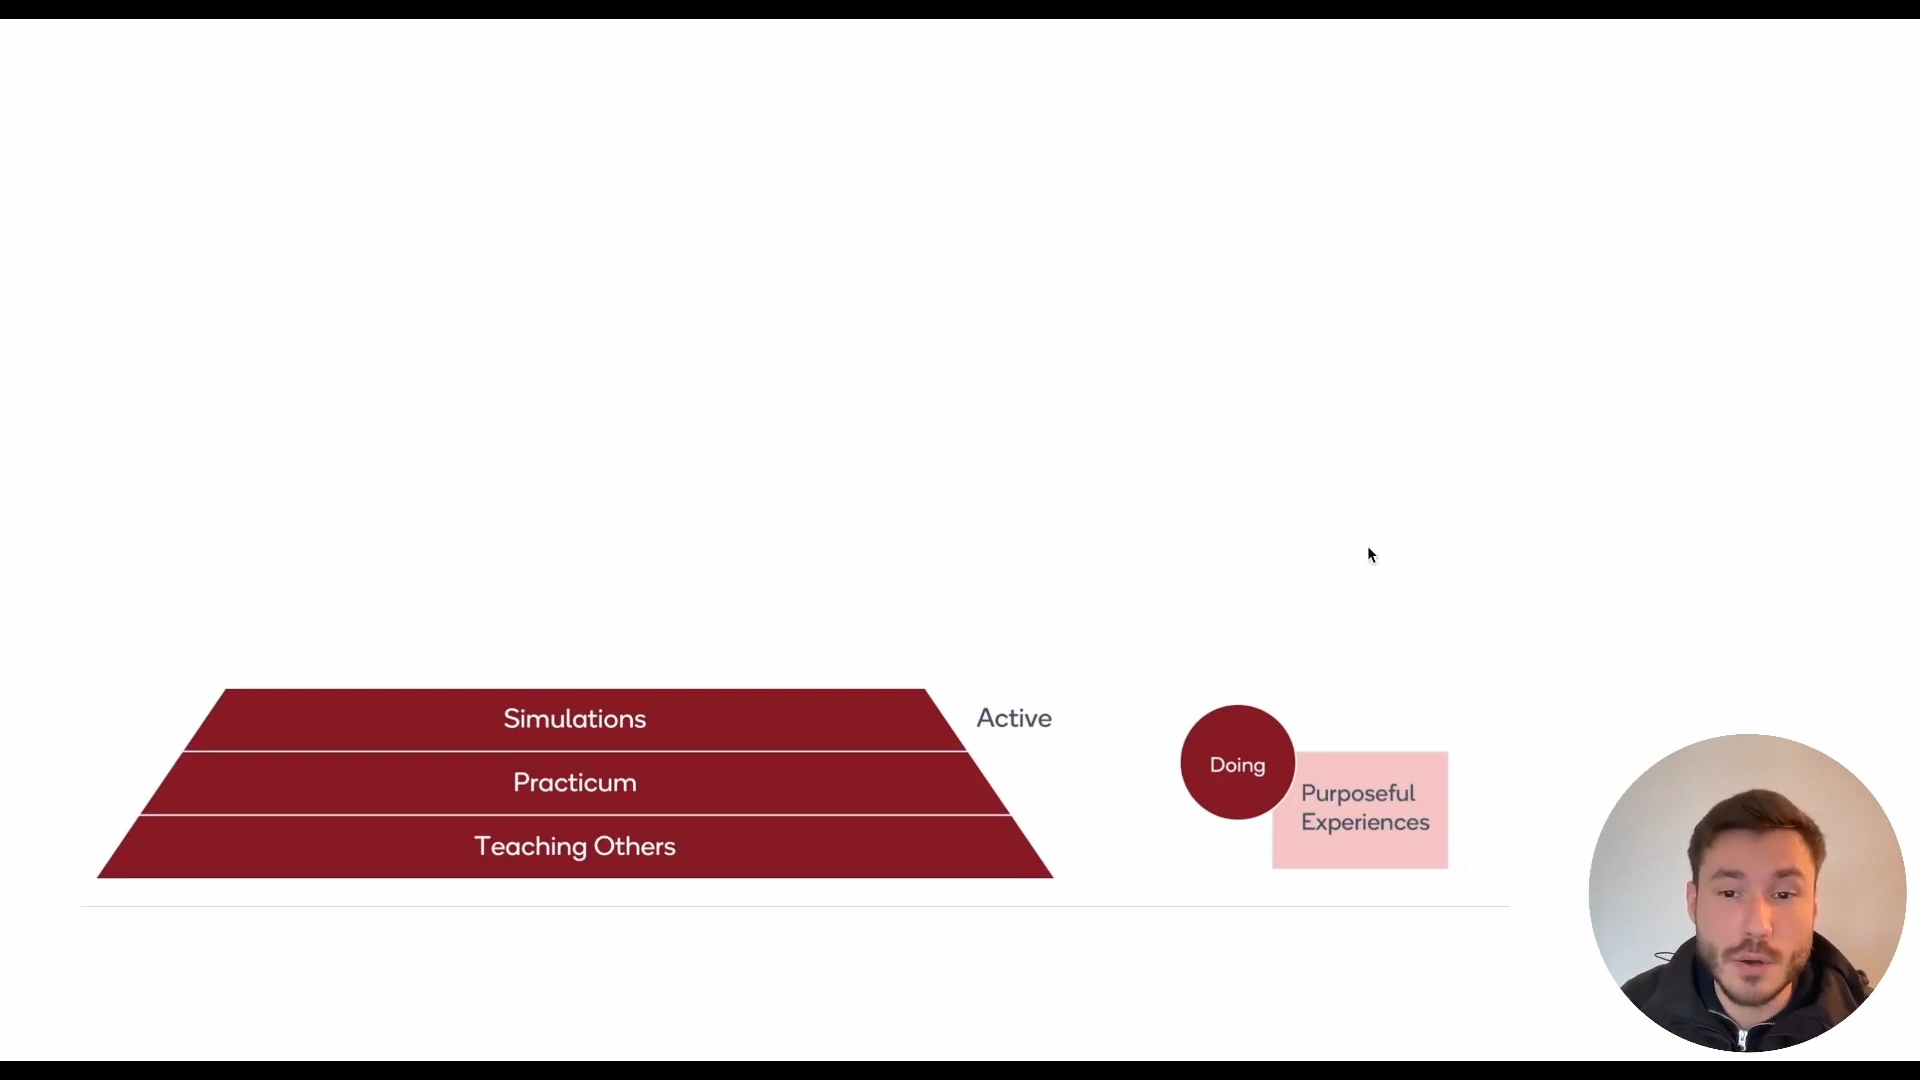 Simulations
Active
Practicum
Teaching Others
Doing
Purposeful
Experiences